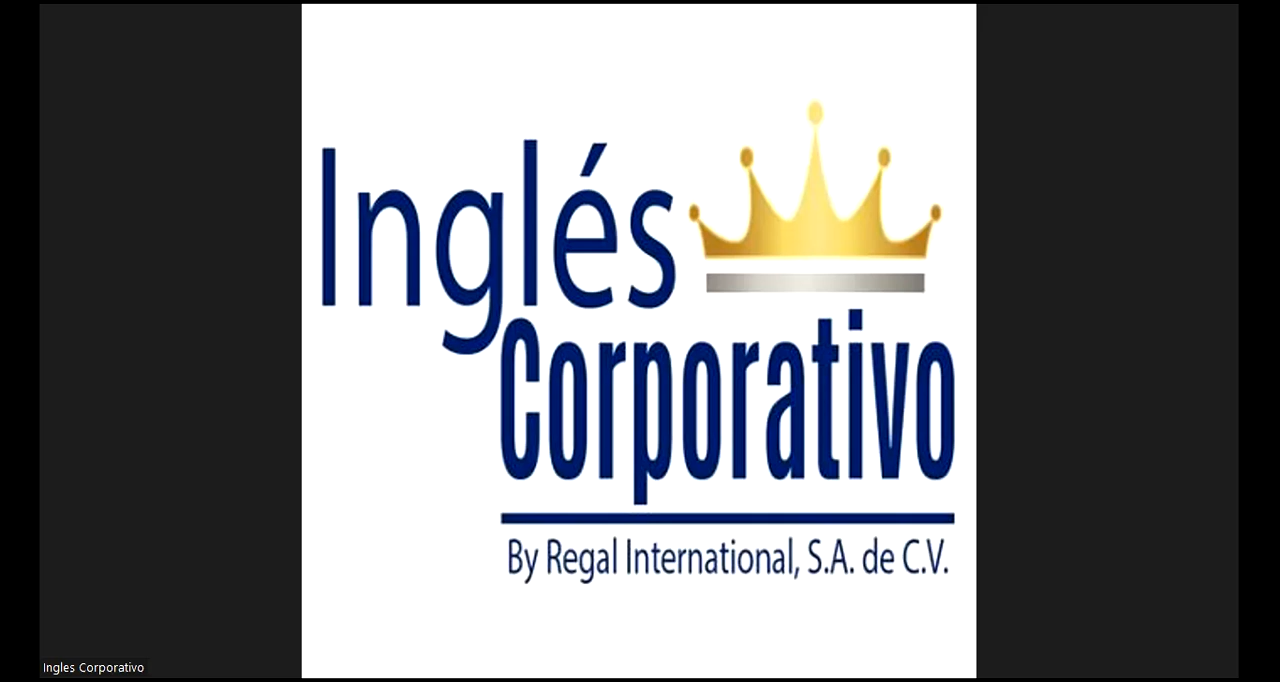 Inglés
Corporativo
By Regal International, S.A. de C.V.
Ingles Corporativo